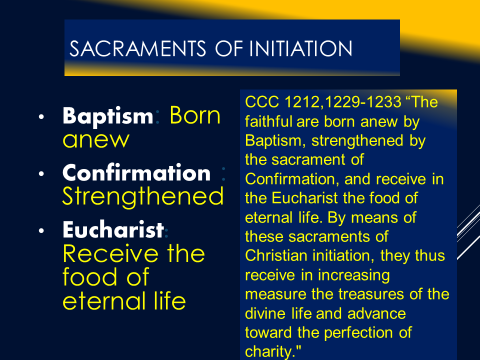 SACRAMENTS OF INITIATION
• Baptism: Born
anew
• Confirmation :
Strengthened
• Eucharist:
Receive the
food of
eternal life
CCC 1212,1229-1233 “The
faithful are born anew by
Baptism, strengthened by
the sacrament of
Confirmation, and receive in
the Eucharist the food of
eternal life. By means of
these sacraments of
Christian initiation, they thus
receive in increasing
measure the treasures of the
divine life and advance
toward the perfection of
charity."